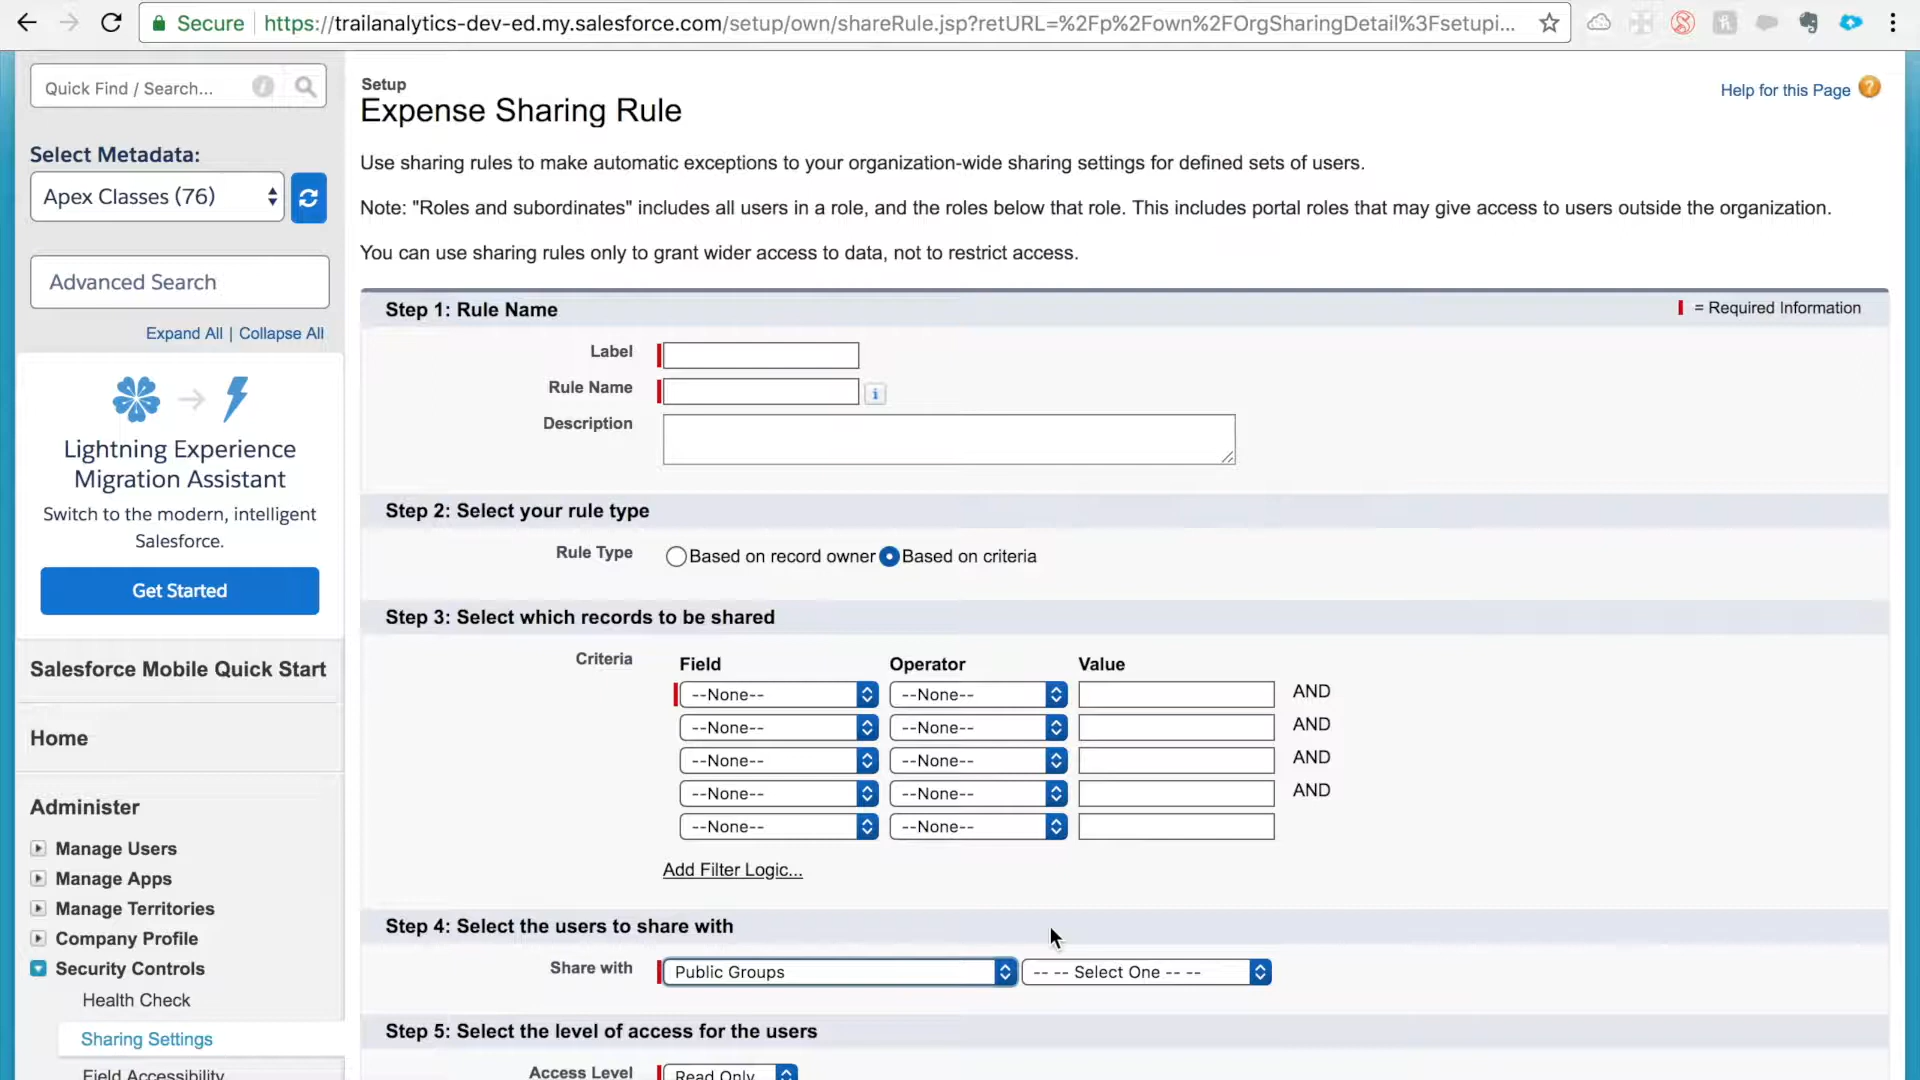 Secure https://trailanalytics-dev-ed.my.salesforce.com/setup/own/shareRule.jsp?retURL=%2Fp%2Fown%2FOrgSharingDetail%3Fsetupi...
Quick Find / Search...
Select Metadata:
Apex Classes (76)
Advanced Search
Expand All | Collapse All
Lightning Experience
Migration Assistant
Switch to the modern, intelligent
Salesforce.
Get Started
Salesforce Mobile Quick Start
Home
Administer
Manage Users
Manage Apps
Manage Territories
Company Profile
Security Controls
Health Check
Sharing Settings
Field Accessibility
Setup
Expense Sharing Rule
Help for this Page ?
Use sharing rules to make automatic exceptions to your organization-wide sharing settings for defined sets of users.
Note: "Roles and subordinates" includes all users in a role, and the roles below that role. This includes portal roles that may give access to users outside the organization.
You can use sharing rules only to grant wider access to data, not to restrict access.
Step 1: Rule Name
= Required Information
Label
Rule Name
i
Description
Step 2: Select your rule type
Rule Type Based on record owner Based on criteria
Step 3: Select which records to be shared
Criteria Field Operator Value
--None-- --None-- AND
--None-- --None-- AND
--None-- --None-- AND
--None-- --None-- AND
--None-- --None--
Add Filter Logic...
Step 4: Select the users to share with
Share with Public Groups -- -- Select One -- --
Step 5: Select the level of access for the users
Access Level Read Only